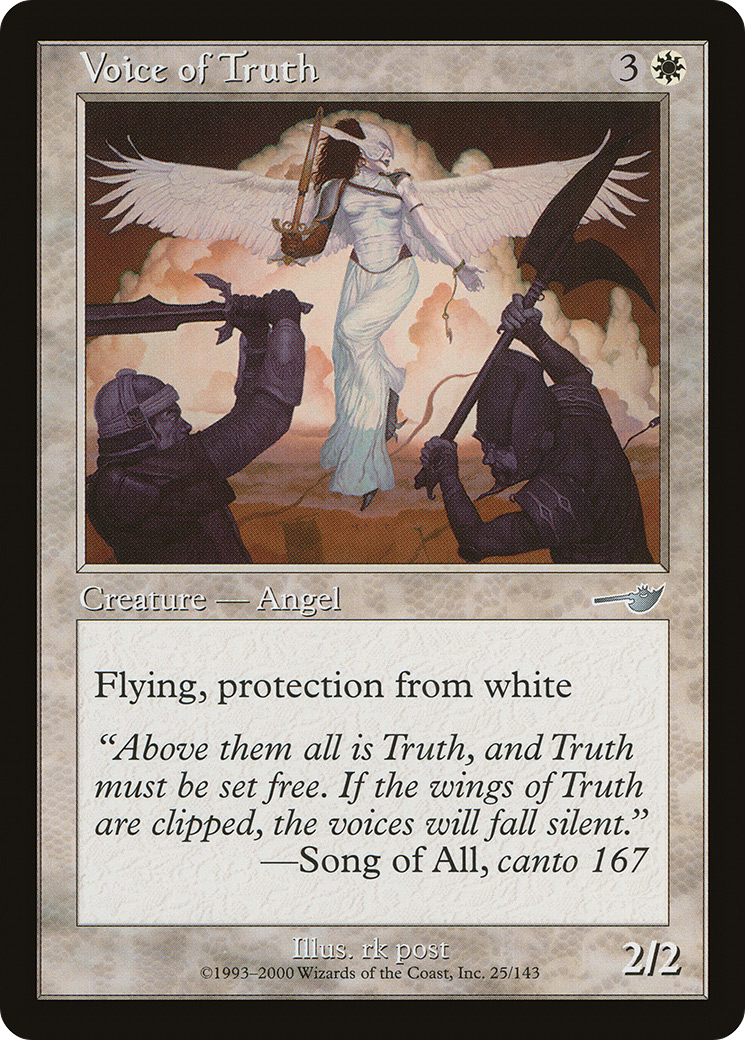 Voice of Truth 3
Creature — Angel
Flying, protection from white
“Above them all is Truth, and Truth
must be set free. If the wings of Truth
are clipped, the voices will fall silent.”
—Song of All, canto 167
Illus. rk post
©1993–2000 Wizards of the Coast, Inc. 25/143
2/2